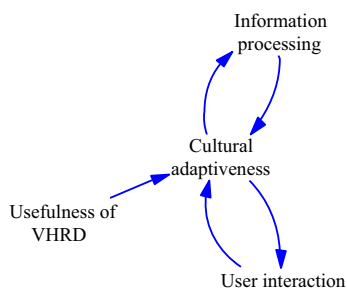 Information
processing
Cultural
adaptiveness
Usefulness of
VHRD
User interaction